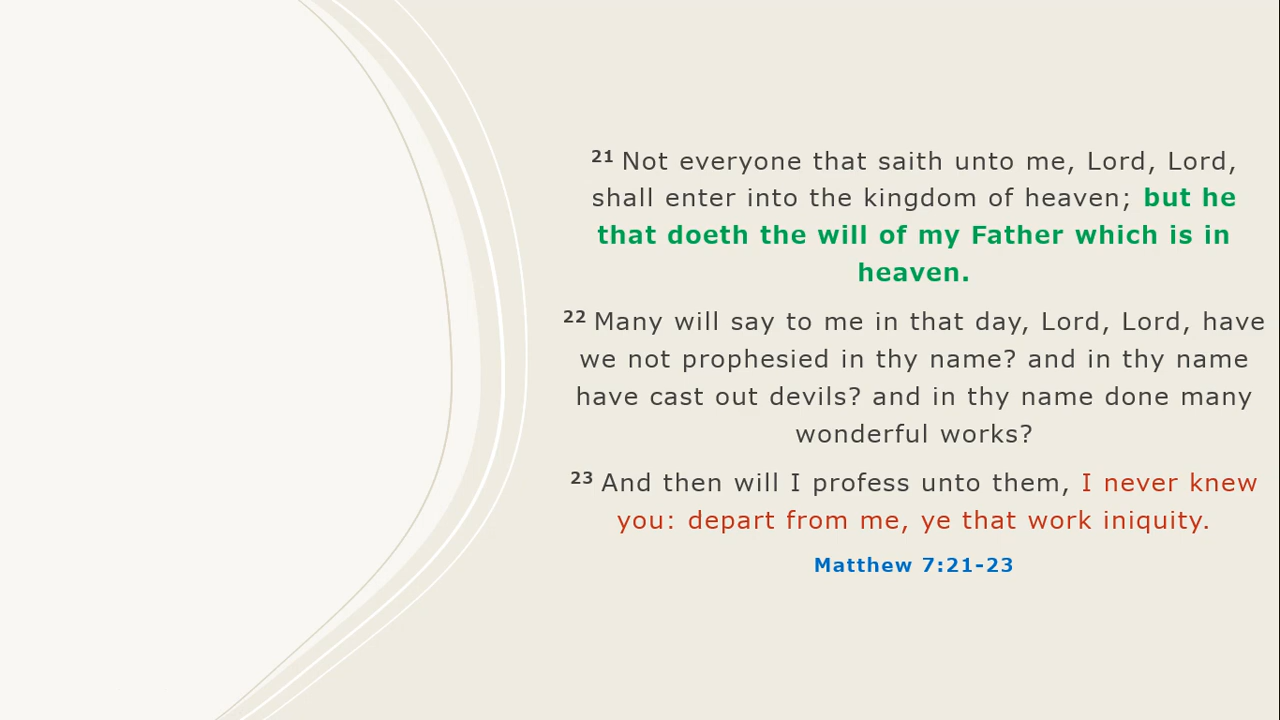 21 Not everyone that saith unto me, Lord, Lord,
shall enter into the kingdom of heaven; but he
that doeth the will of my Father which is in
heaven.
22 Many will say to me in that day, Lord, Lord, have
we not prophesied in thy name? and in thy name
have cast out devils? and in thy name done many
wonderful works?
23 And then will I profess unto them, I never knew
you: depart from me, ye that work iniquity.
Matthew 7:21-23